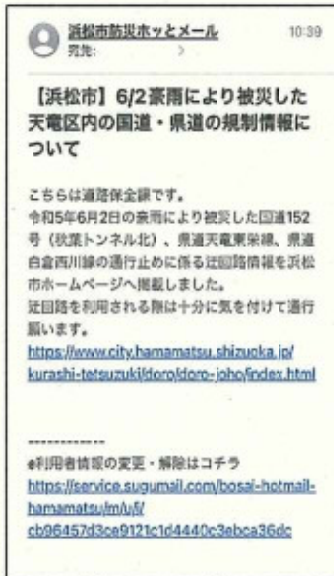 浜松市防災ホッとメール 10:39
宛先: >
【浜松市】6/2豪雨により被災した
天竜区内の国道・県道の規制情報に
ついて
こちらは道路保全課です。
令和5年6月2日の豪雨により被災した国道152
号（秋葉トンネル北）、県道天竜東栄線、県道
白倉西川線の通行止めに係る迂回路情報を浜松
市ホームページへ掲載しました。
迂回路を利用される際は十分に気を付けて通行
願います。
https://www.city.hamamatsu.shizuoka.jp/
kurashi-tetsuzuki/doro/doro-joho/index.html
------------
#利用者情報の変更・解除はコチラ
https://service.sugumail.com/bosai-hotmail-
hamamatsu/m/u/i/
cb96457d3ce9121c1d4440c3ebca36dc